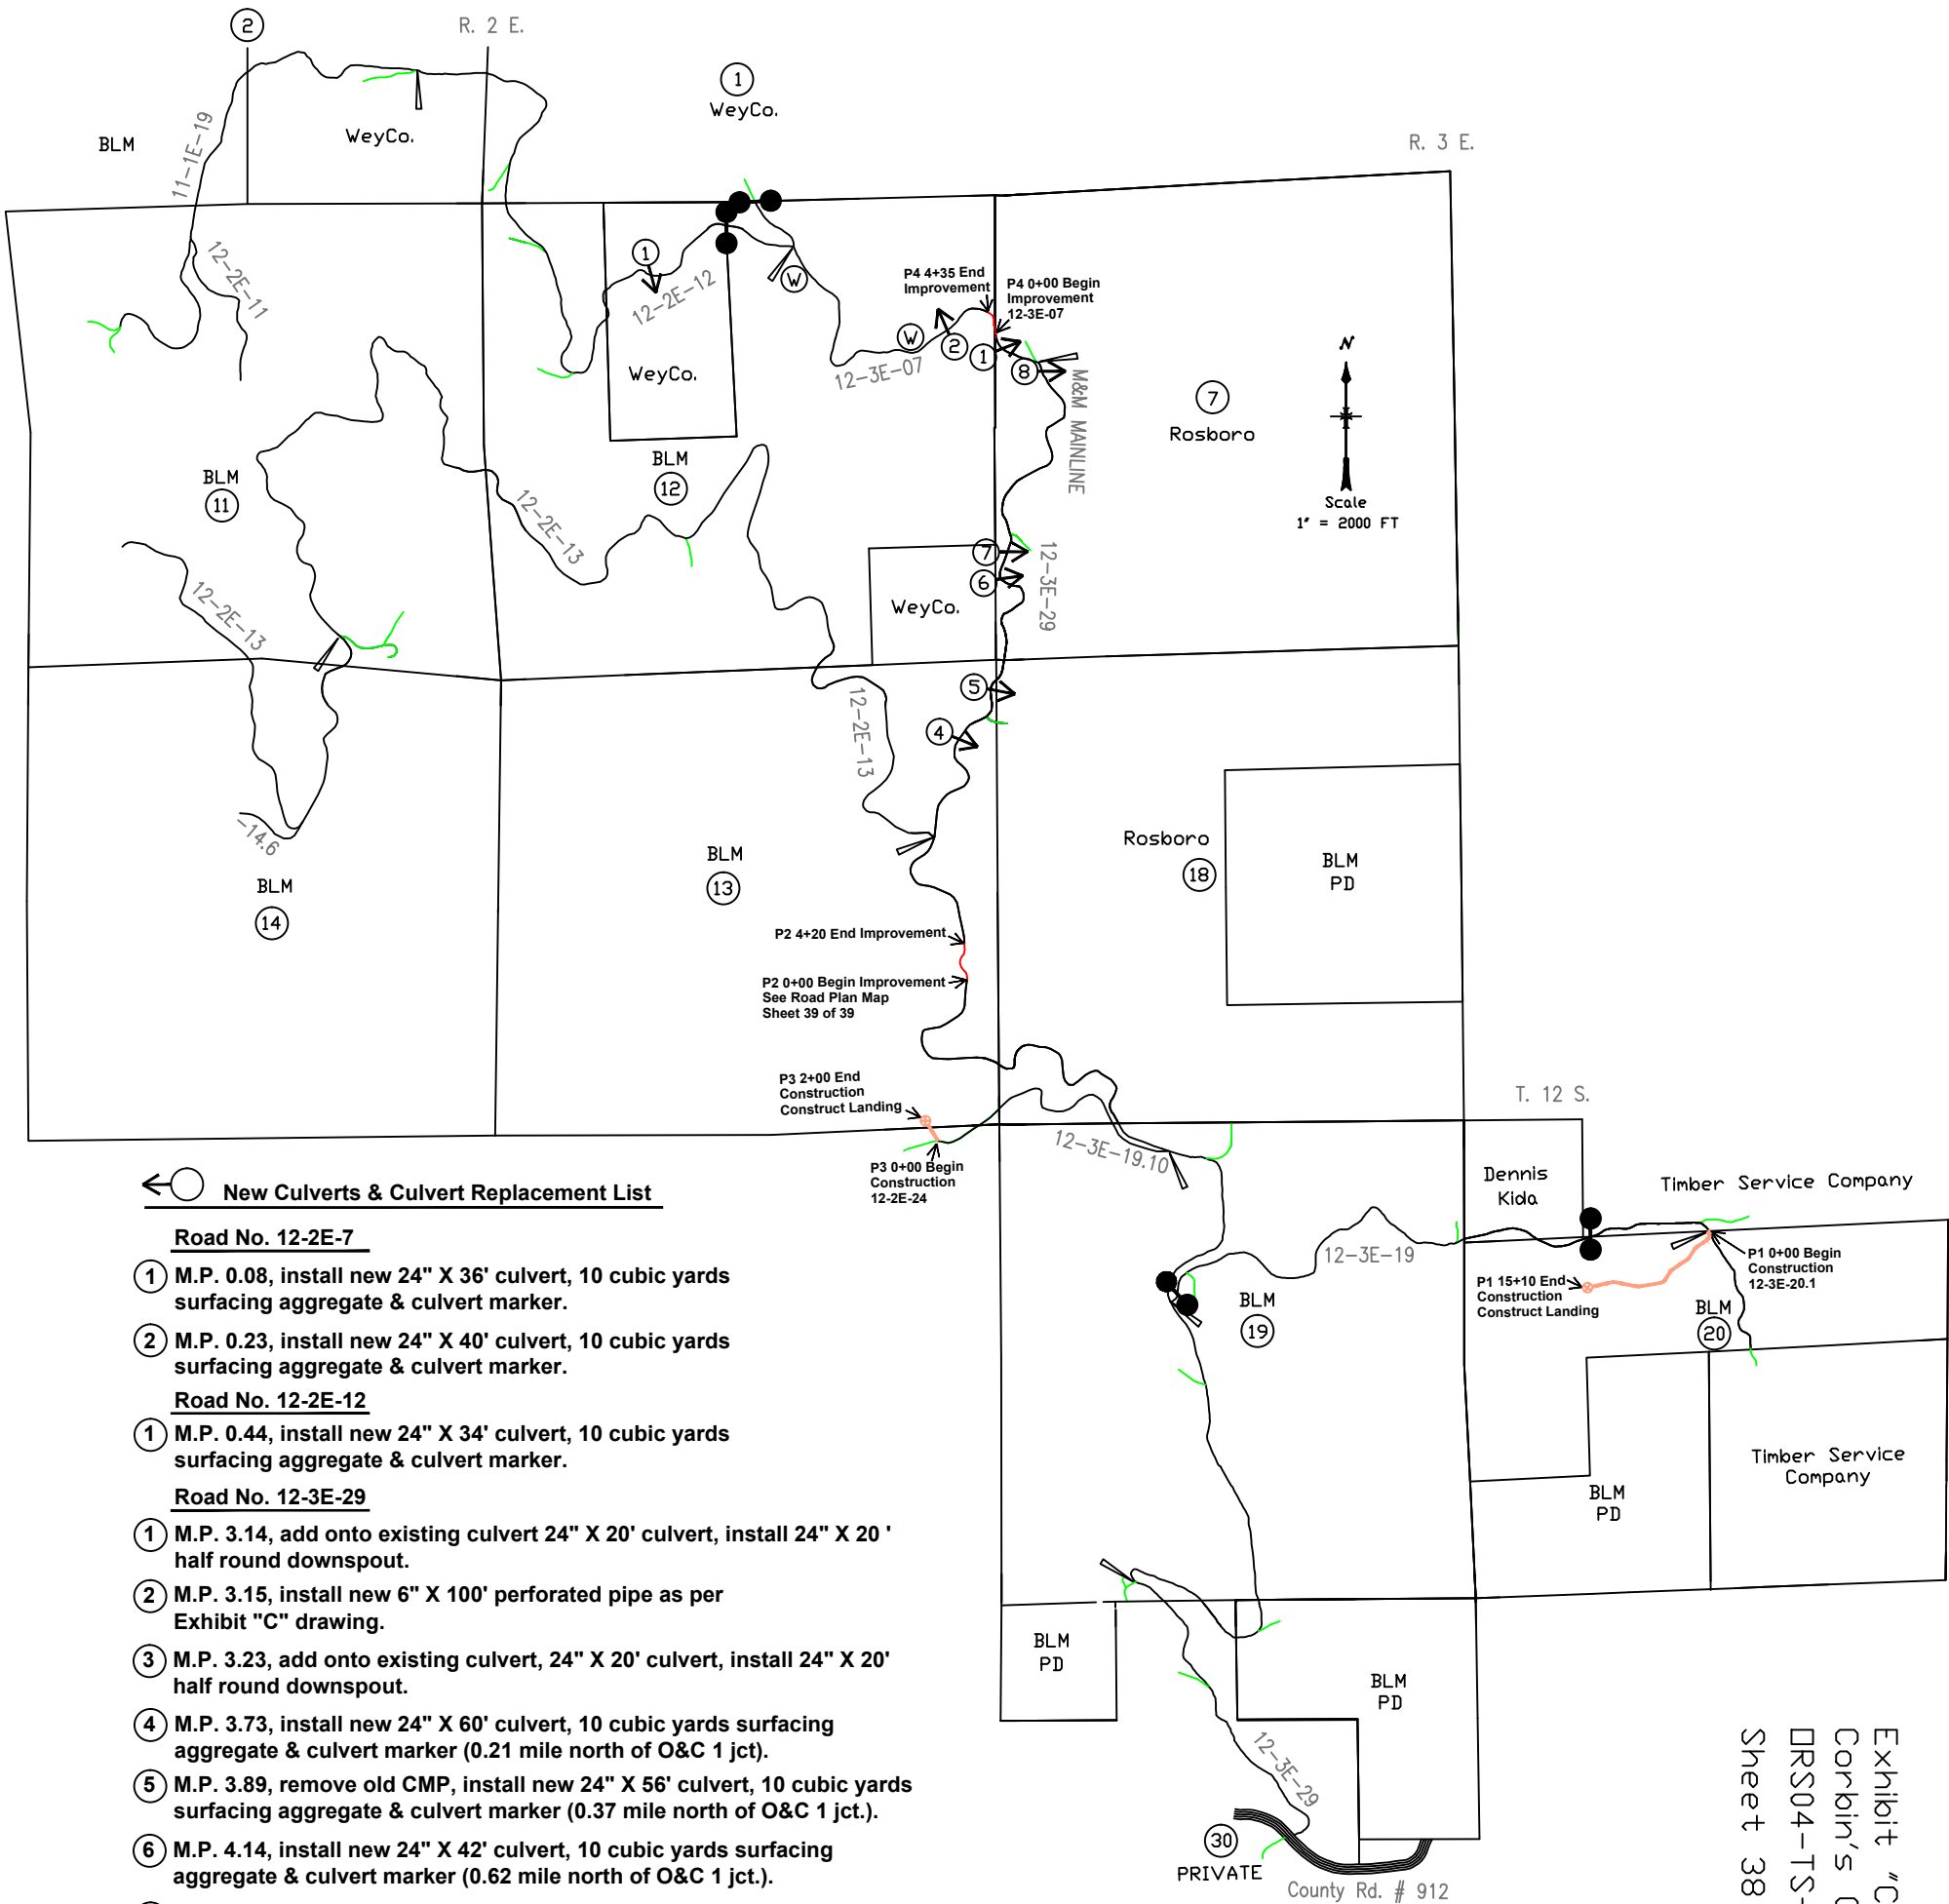 2
R. 2 E.
1
WeyCo.
WeyCo.
BLM
R. 3 E.
11-1E-19
12-2E-11
1
12-2E-12
W
WeyCo.
P4 4+35 End
Improvement
P4 0+00 Begin
Improvement
12-3E-07
W
2
1
8
12-3E-07
M&M MAINLINE
7
Rosboro
N
Scale
1" = 2000 FT
BLM
11
BLM
12
12-2E-13
7
6
12-3E-29
WeyCo.
12-2E-13
5
4
12-2E-13
-14.6
BLM
14
BLM
13
Rosboro
18
BLM
PD
P2 4+20 End Improvement
P2 0+00 Begin Improvement
See Road Plan Map
Sheet 39 of 39
P3 2+00 End
Construction
Construct Landing
P3 0+00 Begin
Construction
12-2E-24
12-3E-19.10
T. 12 S.
Dennis
Kida
Timber Service Company
12-3E-19
P1 0+00 Begin
Construction
12-3E-20.1
P1 15+10 End
Construction
Construct Landing
BLM
19
BLM
20
Timber Service
Company
BLM
PD
BLM
PD
BLM
PD
12-3E-29
30
PRIVATE
County Rd. # 912
New Culverts & Culvert Replacement List
Road No. 12-2E-7
1 M.P. 0.08, install new 24" X 36' culvert, 10 cubic yards
surfacing aggregate & culvert marker.
2 M.P. 0.23, install new 24" X 40' culvert, 10 cubic yards
surfacing aggregate & culvert marker.
Road No. 12-2E-12
1 M.P. 0.44, install new 24" X 34' culvert, 10 cubic yards
surfacing aggregate & culvert marker.
Road No. 12-3E-29
1 M.P. 3.14, add onto existing culvert 24" X 20' culvert, install 24" X 20 '
half round downspout.
2 M.P. 3.15, install new 6" X 100' perforated pipe as per
Exhibit "C" drawing.
3 M.P. 3.23, add onto existing culvert, 24" X 20' culvert, install 24" X 20'
half round downspout.
4 M.P. 3.73, install new 24" X 60' culvert, 10 cubic yards surfacing
aggregate & culvert marker (0.21 mile north of O&C 1 jct).
5 M.P. 3.89, remove old CMP, install new 24" X 56' culvert, 10 cubic yards
surfacing aggregate & culvert marker (0.37 mile north of O&C 1 jct.).
6 M.P. 4.14, install new 24" X 42' culvert, 10 cubic yards surfacing
aggregate & culvert marker (0.62 mile north of O&C 1 jct.).
Exhibit "C
Corbin's
ORS04-TS-
Sheet 38